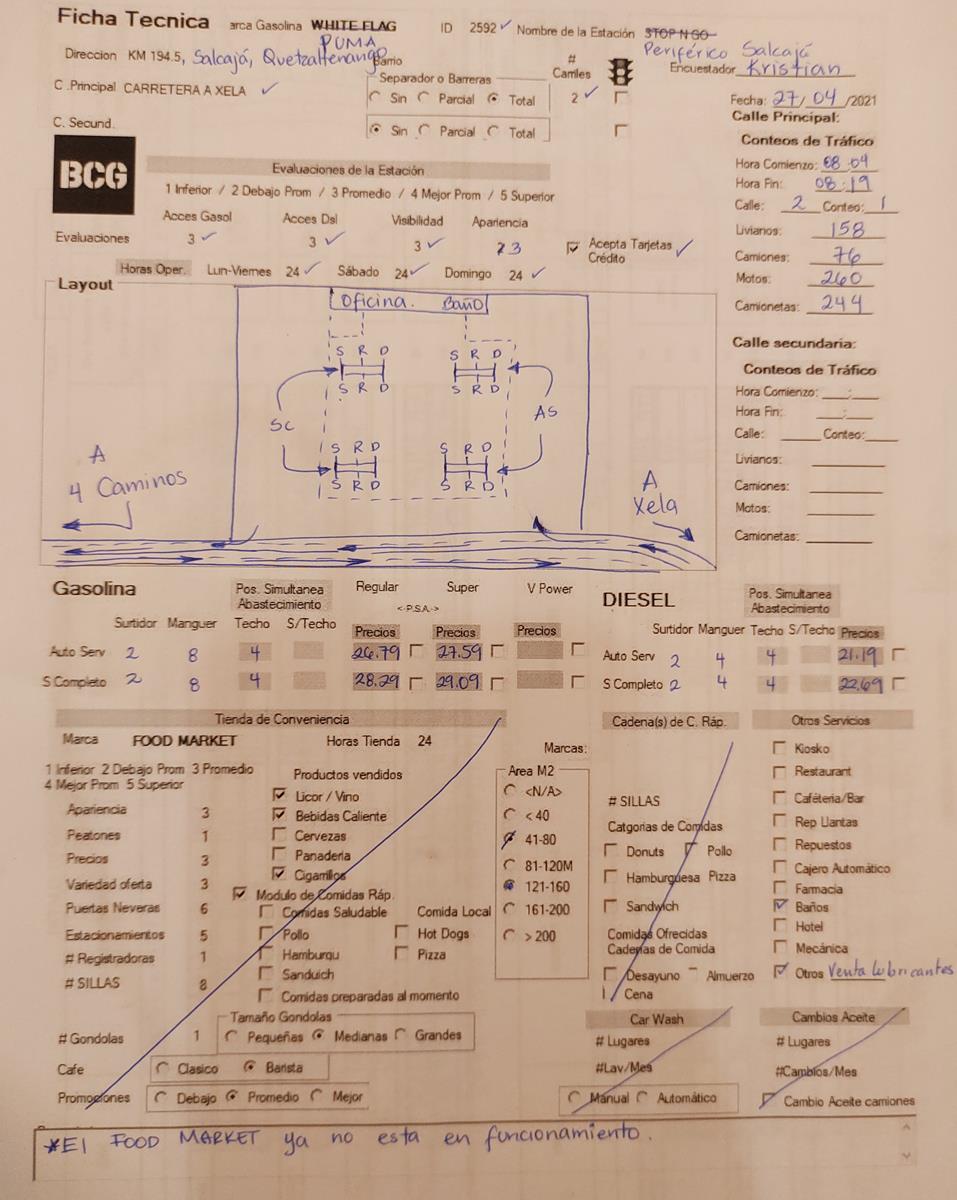 Ficha Tecnica arca Gasolina WHITE FLAG ID 2592 Nombre de la Estación STOP N GO
PUMA Periférico Salcajá
Direccion KM 194.5, Salcajá, Quetzaltenango Barrio # Encuestador Kristian
Separador o Barreras Carriles
C .Principal CARRETERA A XELA Sin Parcial Total 2 Fecha: 27/04/2021
C. Secund. Sin Parcial Total
Calle Principal:
Conteos de Tráfico
Hora Comienzo: 08:04
Hora Fin: 08:19
Calle: 2 Conteo: 1
Livianos: 158
Camiones: 76
Motos: 260
Camionetas: 244
BCG
Evaluaciones de la Estación
1 Inferior / 2 Debajo Prom / 3 Promedio / 4 Mejor Prom / 5 Superior
Acces Gasol Acces Dsl Visibilidad Apariencia
Evaluaciones 3 3 3 3 Acepta Tarjetas Crédito
Horas Oper. Lun-Viernes 24 Sábado 24 Domingo 24
Layout
Oficina. Baño
S R D S R D
S R D S R D
SC AS
S R D S R D
S R D S R D
A 4 Caminos
A Xela
Calle secundaria:
Conteos de Tráfico
Hora Comienzo: __:__
Hora Fin: __:__
Calle: ____ Conteo: ____
Livianos:
Camiones:
Motos:
Camionetas:
Gasolina Pos. Simultanea Abastecimiento Regular Super V Power
<-P.S.A.->
Surtidor Manguer Techo S/Techo Precios Precios Precios
Auto Serv 2 8 4 26.79 27.59
S Completo 2 8 4 28.29 29.09
DIESEL Pos. Simultanea Abastecimiento
Surtidor Manguer Techo S/Techo Precios
Auto Serv 2 4 4 21.19
S Completo 2 4 4 22.69
Tienda de Conveniencia
Marca FOOD MARKET Horas Tienda 24
1 Inferior 2 Debajo Prom 3 Promedio
4 Mejor Prom 5 Superior
Apariencia 3
Peatones 1
Precios 3
Variedad oferta 3
Puertas Neveras 6
Estacionamientos 5
# Registradoras 1
# SILLAS 8
# Gondolas 1
Productos vendidos
Licor / Vino
Bebidas Caliente
Cervezas
Panaderia
Cigarrillos
Modulo de Comidas Ráp.
Comidas Saludable Comida Local
Pollo Hot Dogs
Hamburgu Pizza
Sanduich
Comidas preparadas al momento
Tamaño Gondolas
Pequeñas Medianas Grandes
Cafe Clasico Barista
Promociones Debajo Promedio Mejor
Marcas:
Area M2
<N/A>
< 40
41-80
81-120M
121-160
161-200
> 200
Cadena(s) de C. Ráp.
# SILLAS
Catgorias de Comidas
Donuts Pollo
Hamburguesa Pizza
Sandwich
Comidas Ofrecidas
Cadenas de Comida
Desayuno Almuerzo
Cena
Car Wash
# Lugares
#Lav/Mes
Manual Automático
Otros Servicios
Kiosko
Restaurant
Caféteria/Bar
Rep Llantas
Repuestos
Cajero Automático
Farmacia
Baños
Hotel
Mecánica
Otros Venta lubricantes
Cambios Aceite
# Lugares
#Cambios/Mes
Cambio Aceite camiones
*El FOOD MARKET ya no esta en funcionamiento.